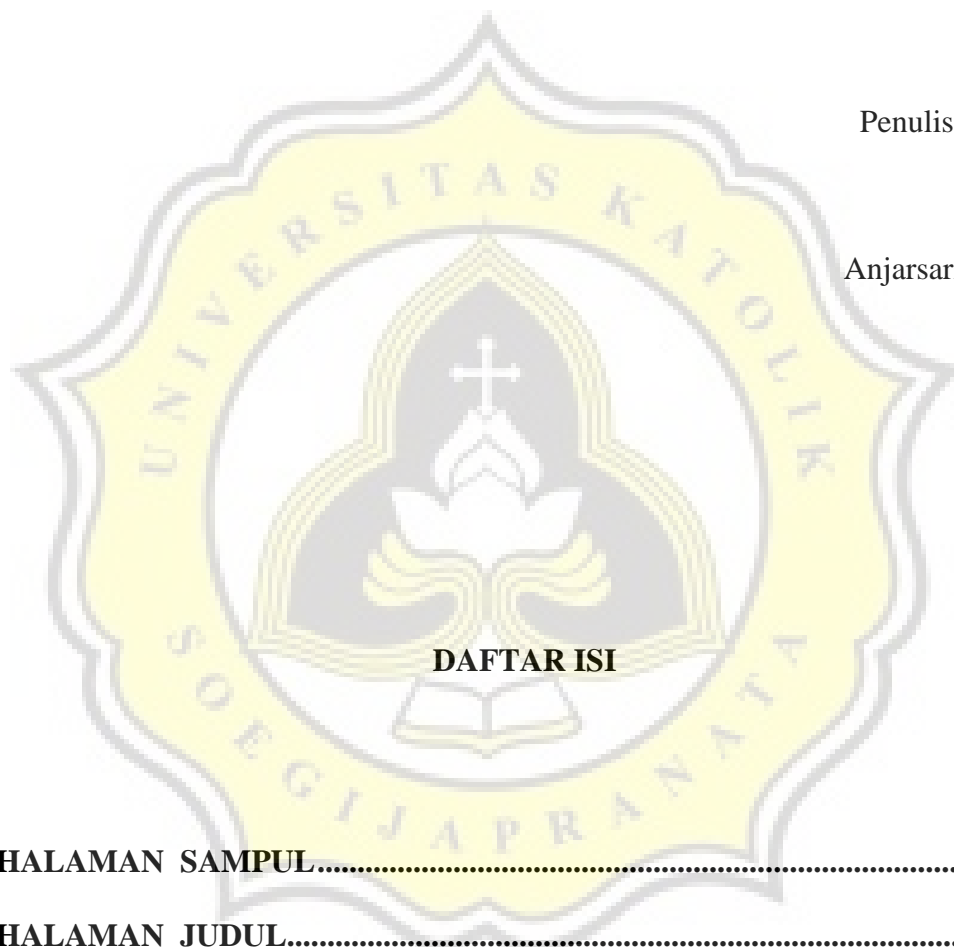 Penulis
Anjarsar
UNIVERSITAS KATOLIK
SOEGIJAPRANATA
DAFTAR ISI
HALAMAN SAMPUL................................................................................
HALAMAN JUDUL....................................................................................